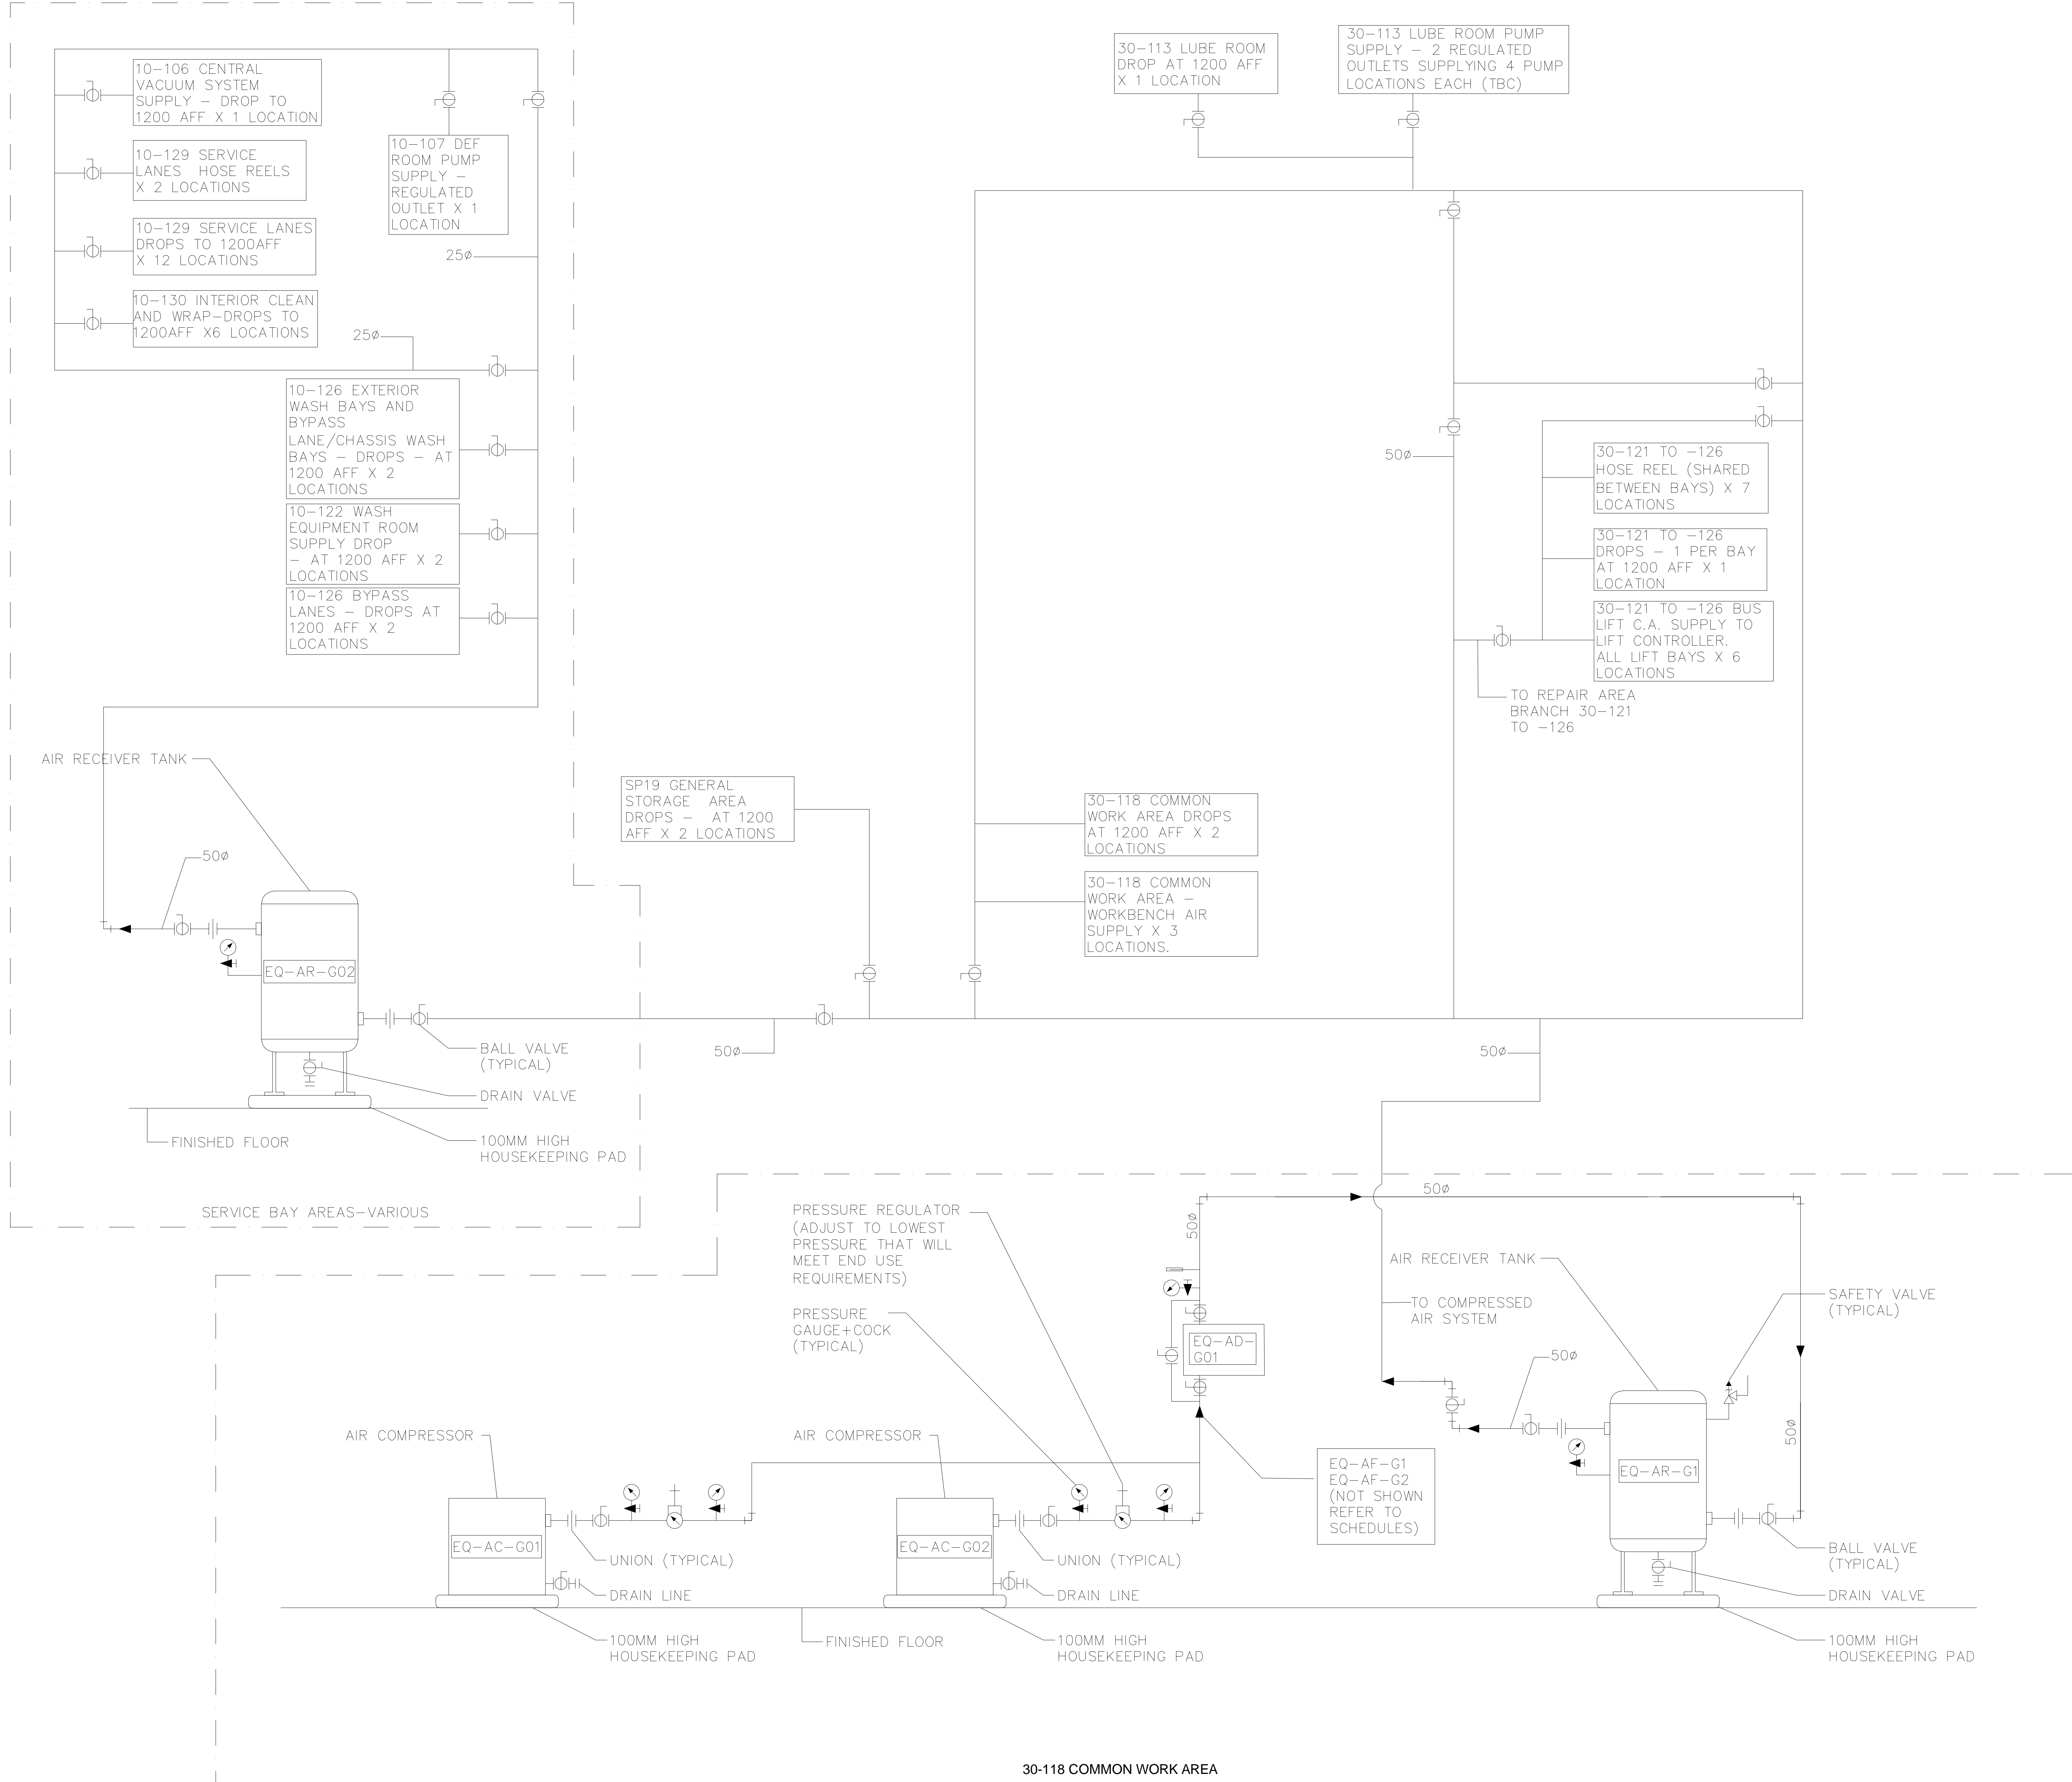 10-106 CENTRAL
VACUUM SYSTEM
SUPPLY - DROP TO
1200 AFF X 1 LOCATION
10-129 SERVICE
LANES HOSE REELS
X 2 LOCATIONS
10-129 SERVICE LANES
DROPS TO 1200AFF
X 12 LOCATIONS
10-130 INTERIOR CLEAN
AND WRAP-DROPS TO
1200AFF X6 LOCATIONS
10-107 DEF
ROOM PUMP
SUPPLY -
REGULATED
OUTLET X 1
LOCATION
25ø
25ø
10-126 EXTERIOR
WASH BAYS AND
BYPASS
LANE/CHASSIS WASH
BAYS - DROPS - AT
1200 AFF X 2
LOCATIONS
10-122 WASH
EQUIPMENT ROOM
SUPPLY DROP
- AT 1200 AFF X 2
LOCATIONS
10-126 BYPASS
LANES - DROPS AT
1200 AFF X 2
LOCATIONS
AIR RECEIVER TANK
50ø
EQ-AR-G02
BALL VALVE
(TYPICAL)
DRAIN VALVE
FINISHED FLOOR
100MM HIGH
HOUSEKEEPING PAD
SERVICE BAY AREAS-VARIOUS
30-113 LUBE ROOM
DROP AT 1200 AFF
X 1 LOCATION
30-113 LUBE ROOM PUMP
SUPPLY - 2 REGULATED
OUTLETS SUPPLYING 4 PUMP
LOCATIONS EACH (TBC)
50ø
30-121 TO -126
HOSE REEL (SHARED
BETWEEN BAYS) X 7
LOCATIONS
30-121 TO -126
DROPS - 1 PER BAY
AT 1200 AFF X 1
LOCATION
30-121 TO -126 BUS
LIFT C.A. SUPPLY TO
LIFT CONTROLLER.
ALL LIFT BAYS X 6
LOCATIONS
TO REPAIR AREA
BRANCH 30-121
TO -126
SP19 GENERAL
STORAGE AREA
DROPS - AT 1200
AFF X 2 LOCATIONS
30-118 COMMON
WORK AREA DROPS
AT 1200 AFF X 2
LOCATIONS
30-118 COMMON
WORK AREA -
WORKBENCH AIR
SUPPLY X 3
LOCATIONS.
50ø
50ø
PRESSURE REGULATOR
(ADJUST TO LOWEST
PRESSURE THAT WILL
MEET END USE
REQUIREMENTS)
PRESSURE
GAUGE+COCK
(TYPICAL)
50ø
50ø
EQ-AD-
G01
TO COMPRESSED
AIR SYSTEM
AIR RECEIVER TANK
SAFETY VALVE
(TYPICAL)
50ø
50ø
AIR COMPRESSOR
EQ-AC-G01
UNION (TYPICAL)
DRAIN LINE
100MM HIGH
HOUSEKEEPING PAD
AIR COMPRESSOR
EQ-AC-G02
UNION (TYPICAL)
DRAIN LINE
FINISHED FLOOR
100MM HIGH
HOUSEKEEPING PAD
EQ-AF-G1
EQ-AF-G2
(NOT SHOWN
REFER TO
SCHEDULES)
EQ-AR-G1
BALL VALVE
(TYPICAL)
DRAIN VALVE
100MM HIGH
HOUSEKEEPING PAD
30-118 COMMON WORK AREA